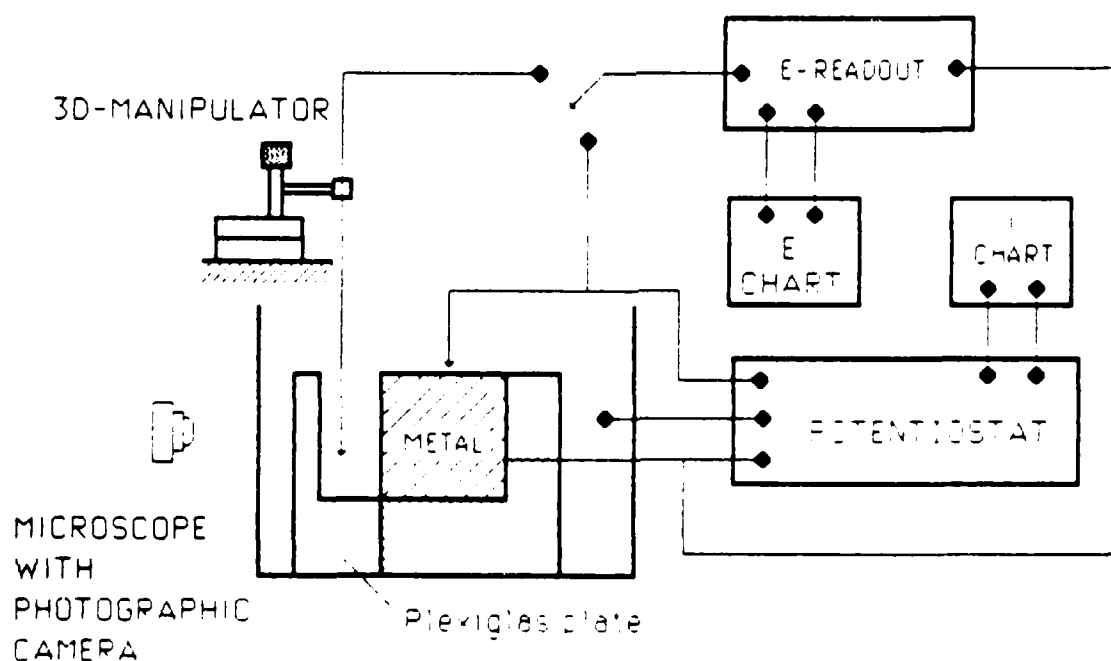 E-READOUT
3D-MANIPULATOR
E
CHART
I
CHART
METAL
POTENTIOSTAT
MICROSCOPE
WITH
PHOTOGRAPHIC
CAMERA
Plexiglas plate